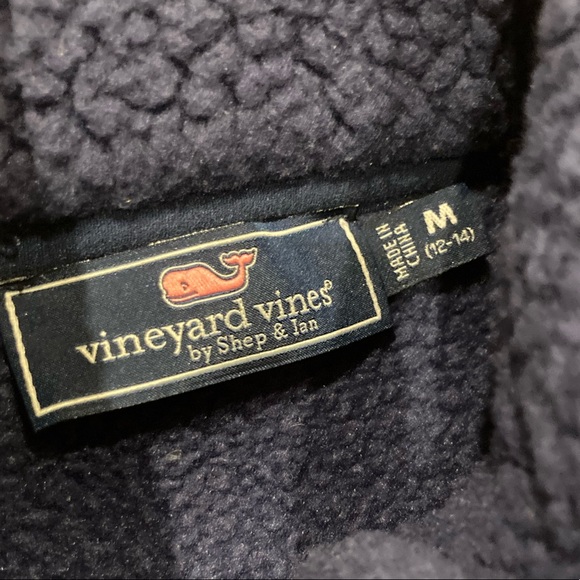 vineyard vines®
by Shep & Ian
MADE IN
CHINA
M
(12-14)